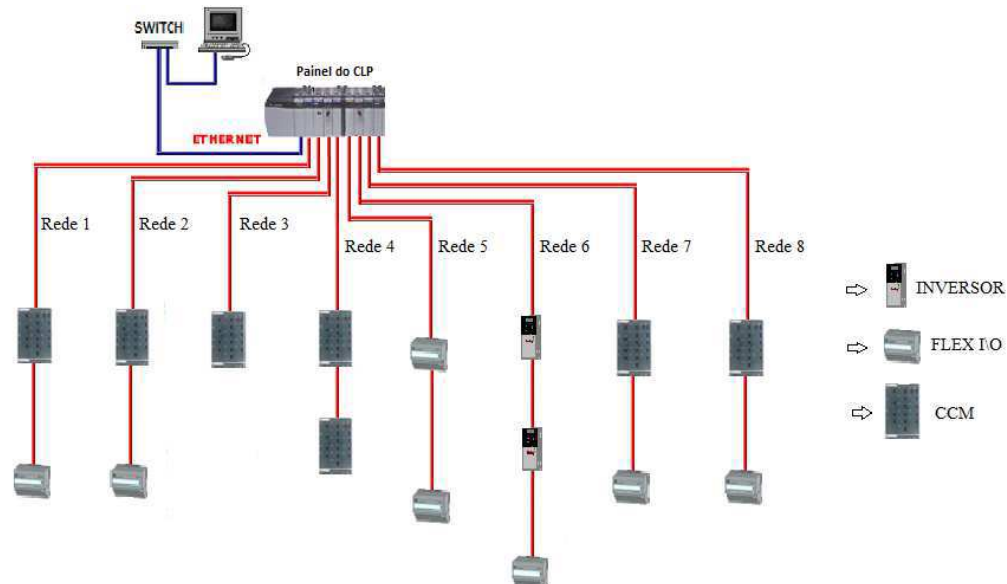 SWITCH
Painel do CLP
ETHERNET
Rede 1
Rede 2
Rede 3
Rede 4
Rede 5
Rede 6
Rede 7
Rede 8
INVERSOR
FLEX I\O
CCM